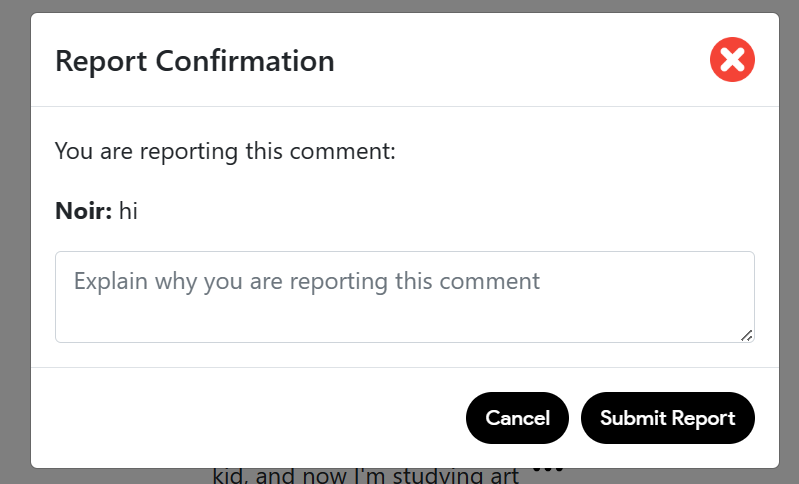 Report Confirmation
You are reporting this comment:
Noir: hi
Explain why you are reporting this comment
Cancel
Submit Report
kid, and now I'm studying art